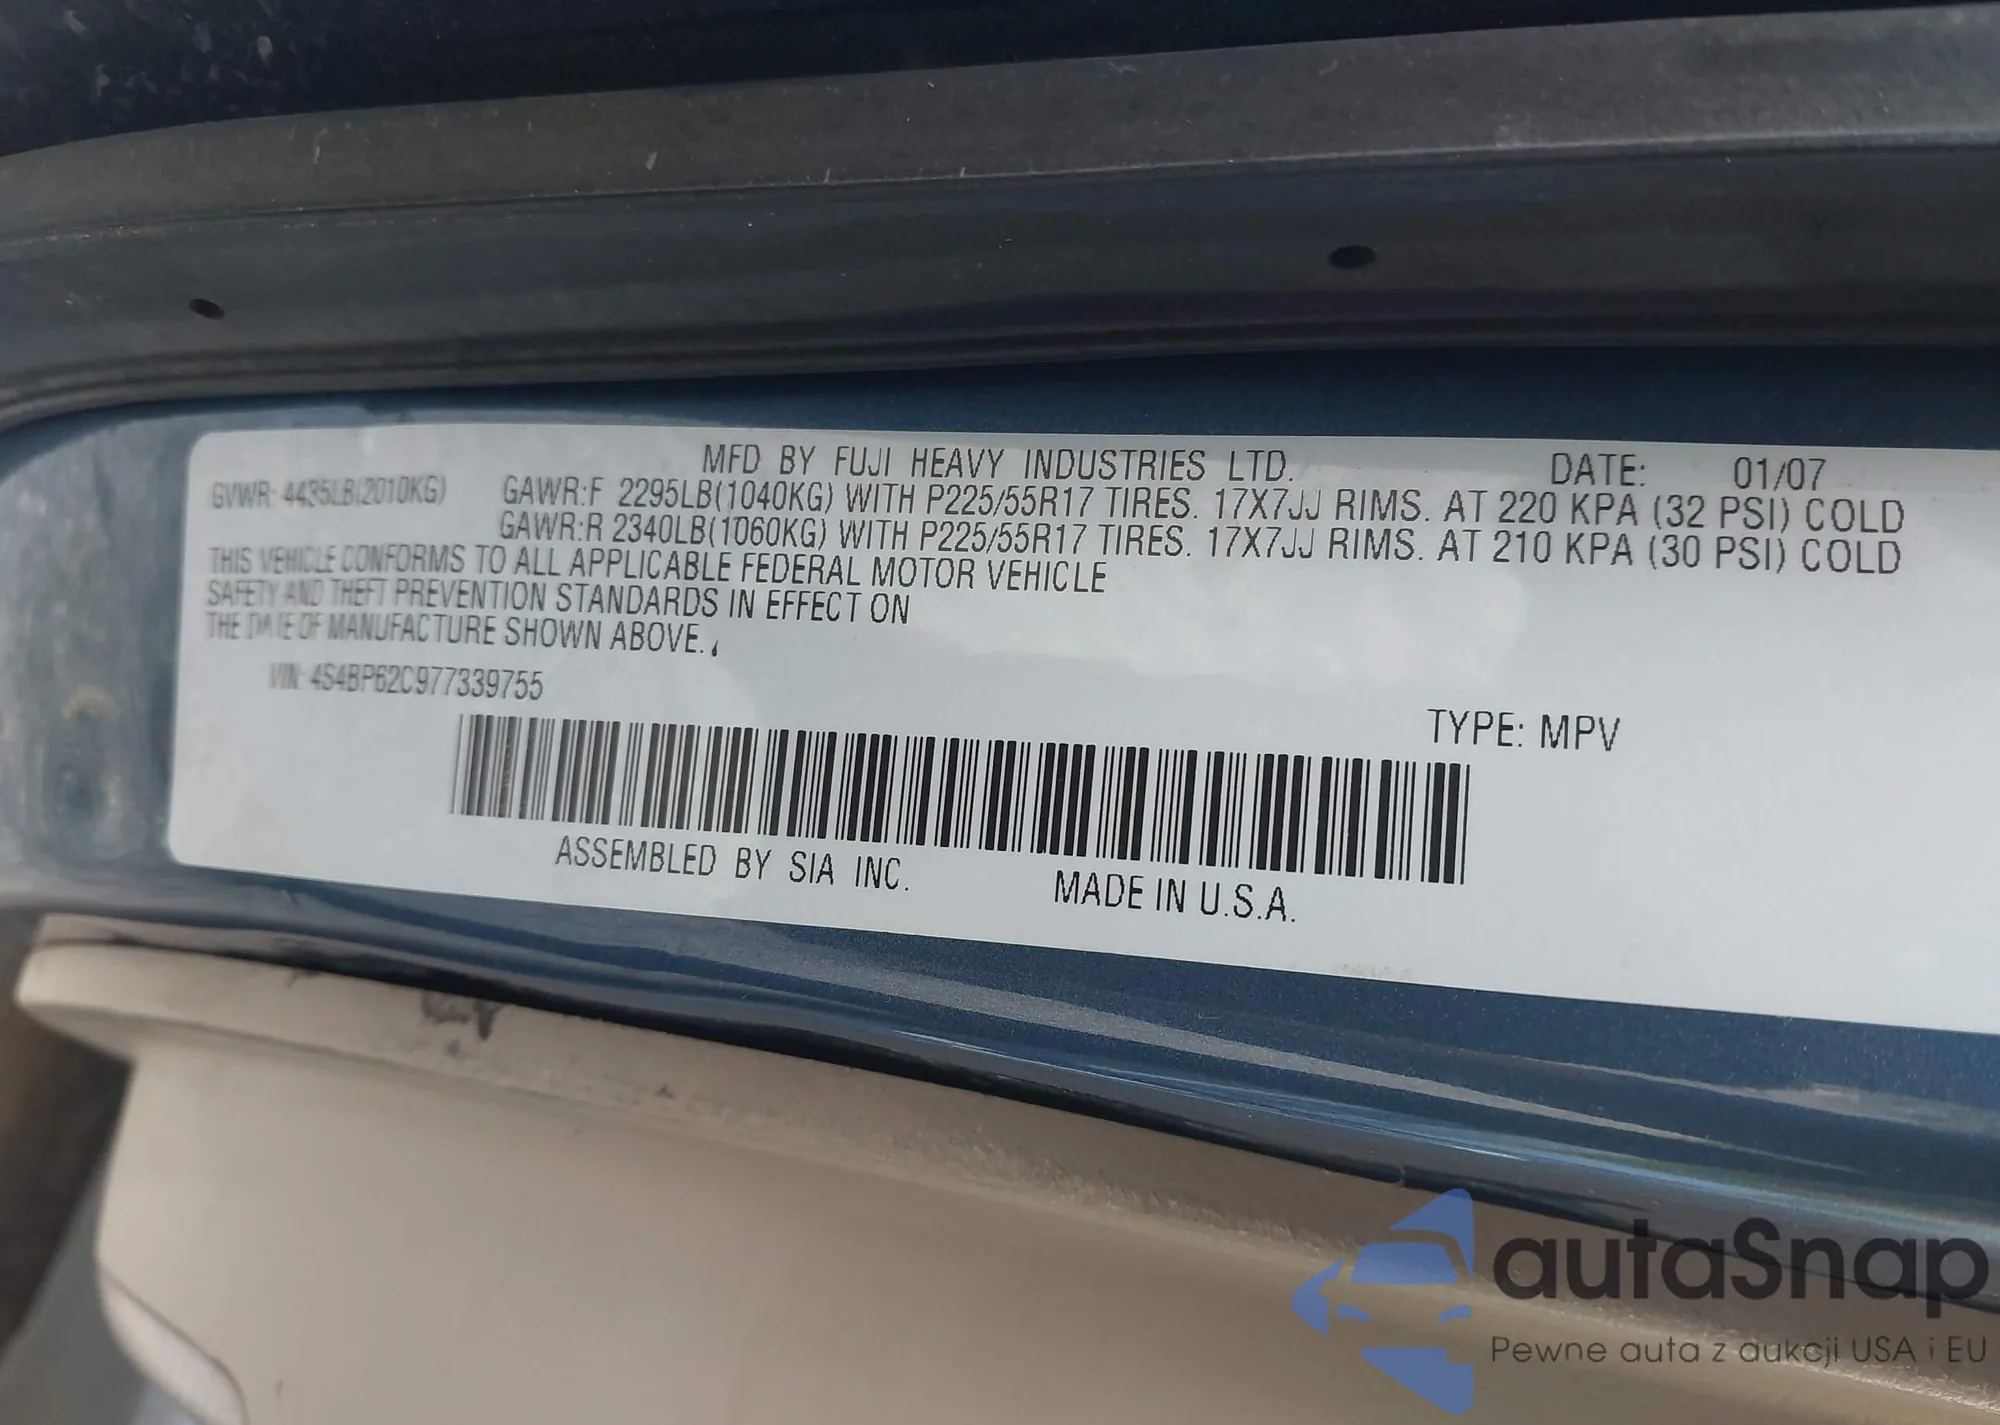 MFD BY FUJI HEAVY INDUSTRIES LTD. DATE: 01/07
GVWR: 4435LB(2010KG) GAWR:F 2295LB(1040KG) WITH P225/55R17 TIRES. 17X7JJ RIMS. AT 220 KPA (32 PSI) COLD
GAWR:R 2340LB(1060KG) WITH P225/55R17 TIRES. 17X7JJ RIMS. AT 210 KPA (30 PSI) COLD
THIS VEHICLE CONFORMS TO ALL APPLICABLE FEDERAL MOTOR VEHICLE
SAFETY AND THEFT PREVENTION STANDARDS IN EFFECT ON
THE DATE OF MANUFACTURE SHOWN ABOVE.
VIN: 4S4BP62C977339755
TYPE: MPV
ASSEMBLED BY SIA INC. MADE IN U.S.A.
autaSnap
Pewne auta z aukcji USA i EU